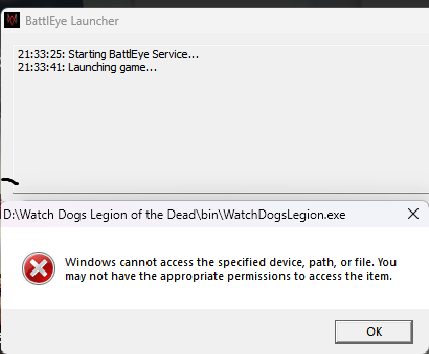 BattlEye Launcher
21:33:25: Starting BattlEye Service...
21:33:41: Launching game...
D:\Watch Dogs Legion of the Dead\bin\WatchDogsLegion.exe
Windows cannot access the specified device, path, or file. You
may not have the appropriate permissions to access the item.
OK